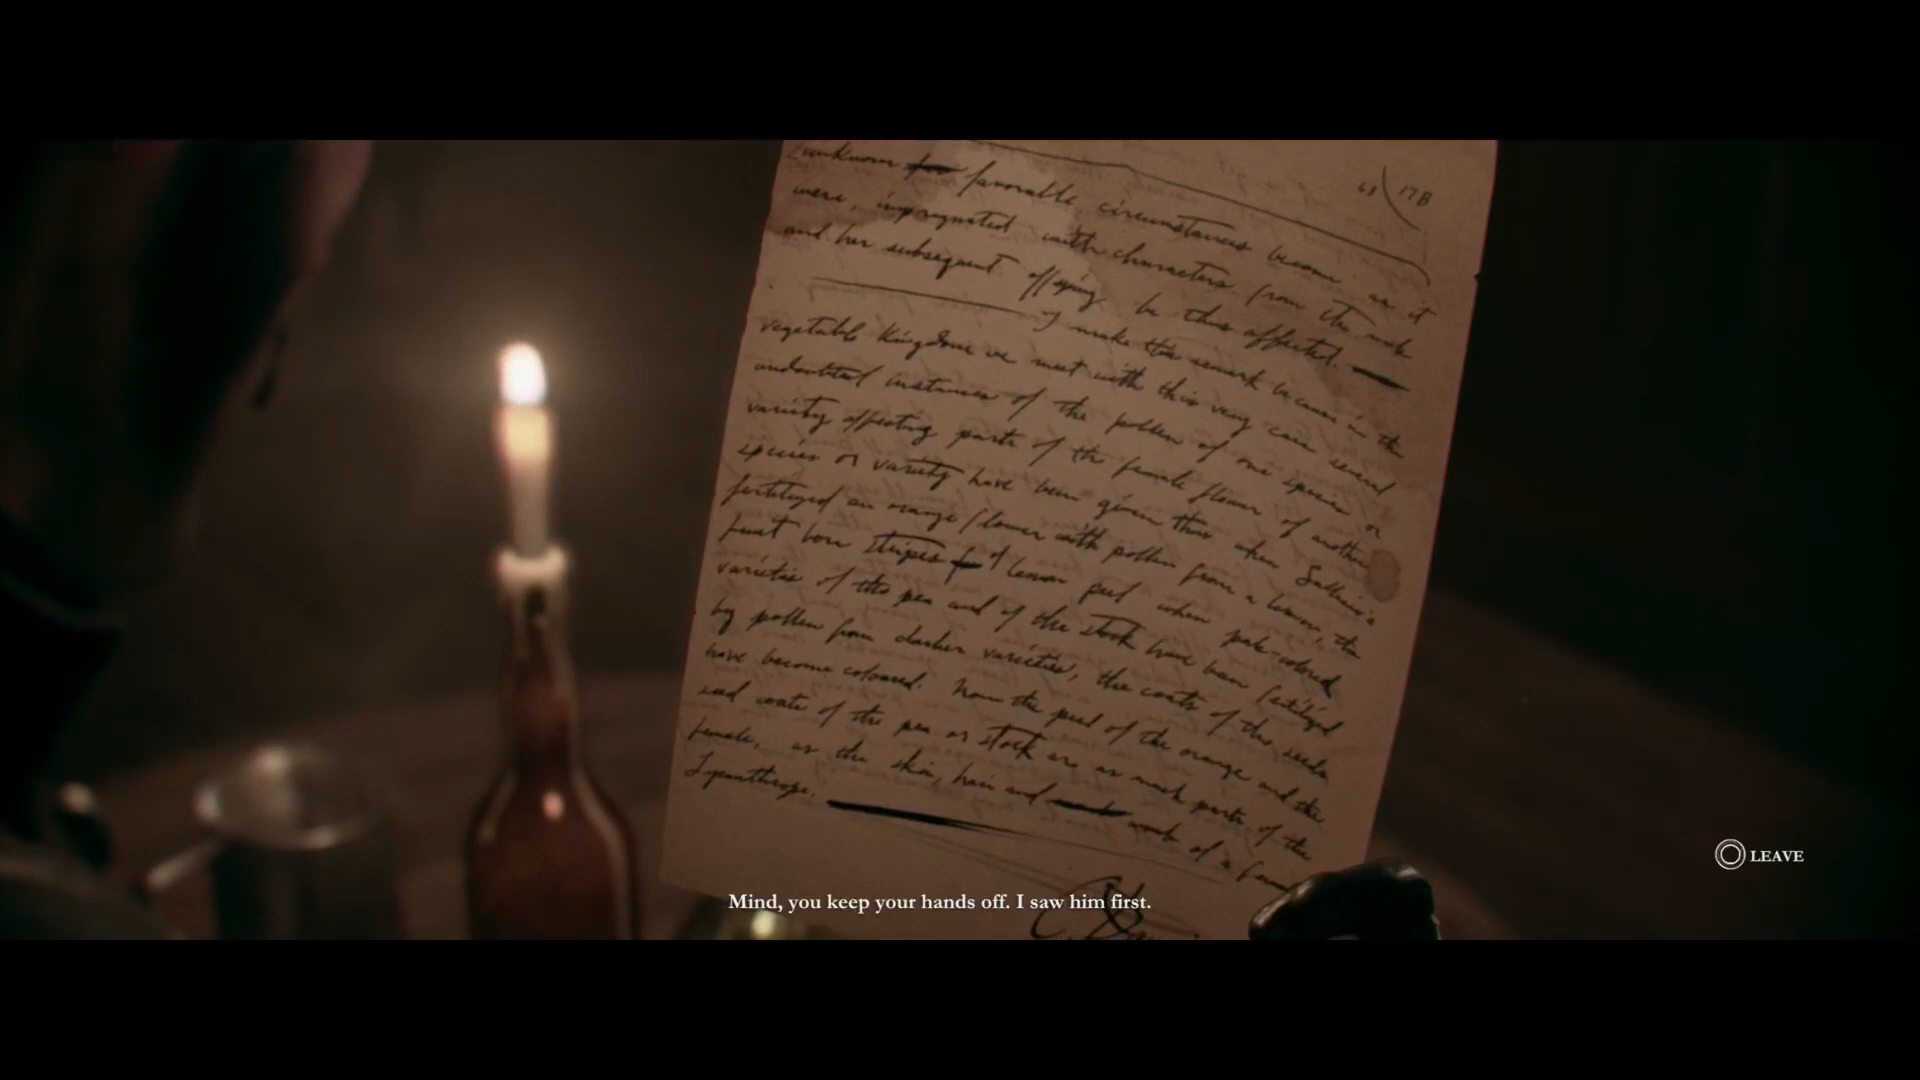 (unknown for favorable circumstances become as it
were, impregnated with characters from the male
and her subsequent offspring be thus affected.
63 17B
I make this remark because in the
vegetable Kingdom we meet with this very case several
undoubted instances of the pollen of one species or
variety affecting parts of the female flower of another
species or variety have been given thus when Gallesio's
fertilized an orange flower with pollen from a lemon, the
fruit bore stripes of lemon peel when pale-colored
varieties of the pea and of the stock have been fertilized
by pollen from darker varieties, the coats of the seeds
have become coloured. Now the peel of the orange and the
seed coats of the pea or stock are as much parts of the
female, as the skin, hair and womb of a
Lycanthrope.
LEAVE
Mind, you keep your hands off. I saw him first.